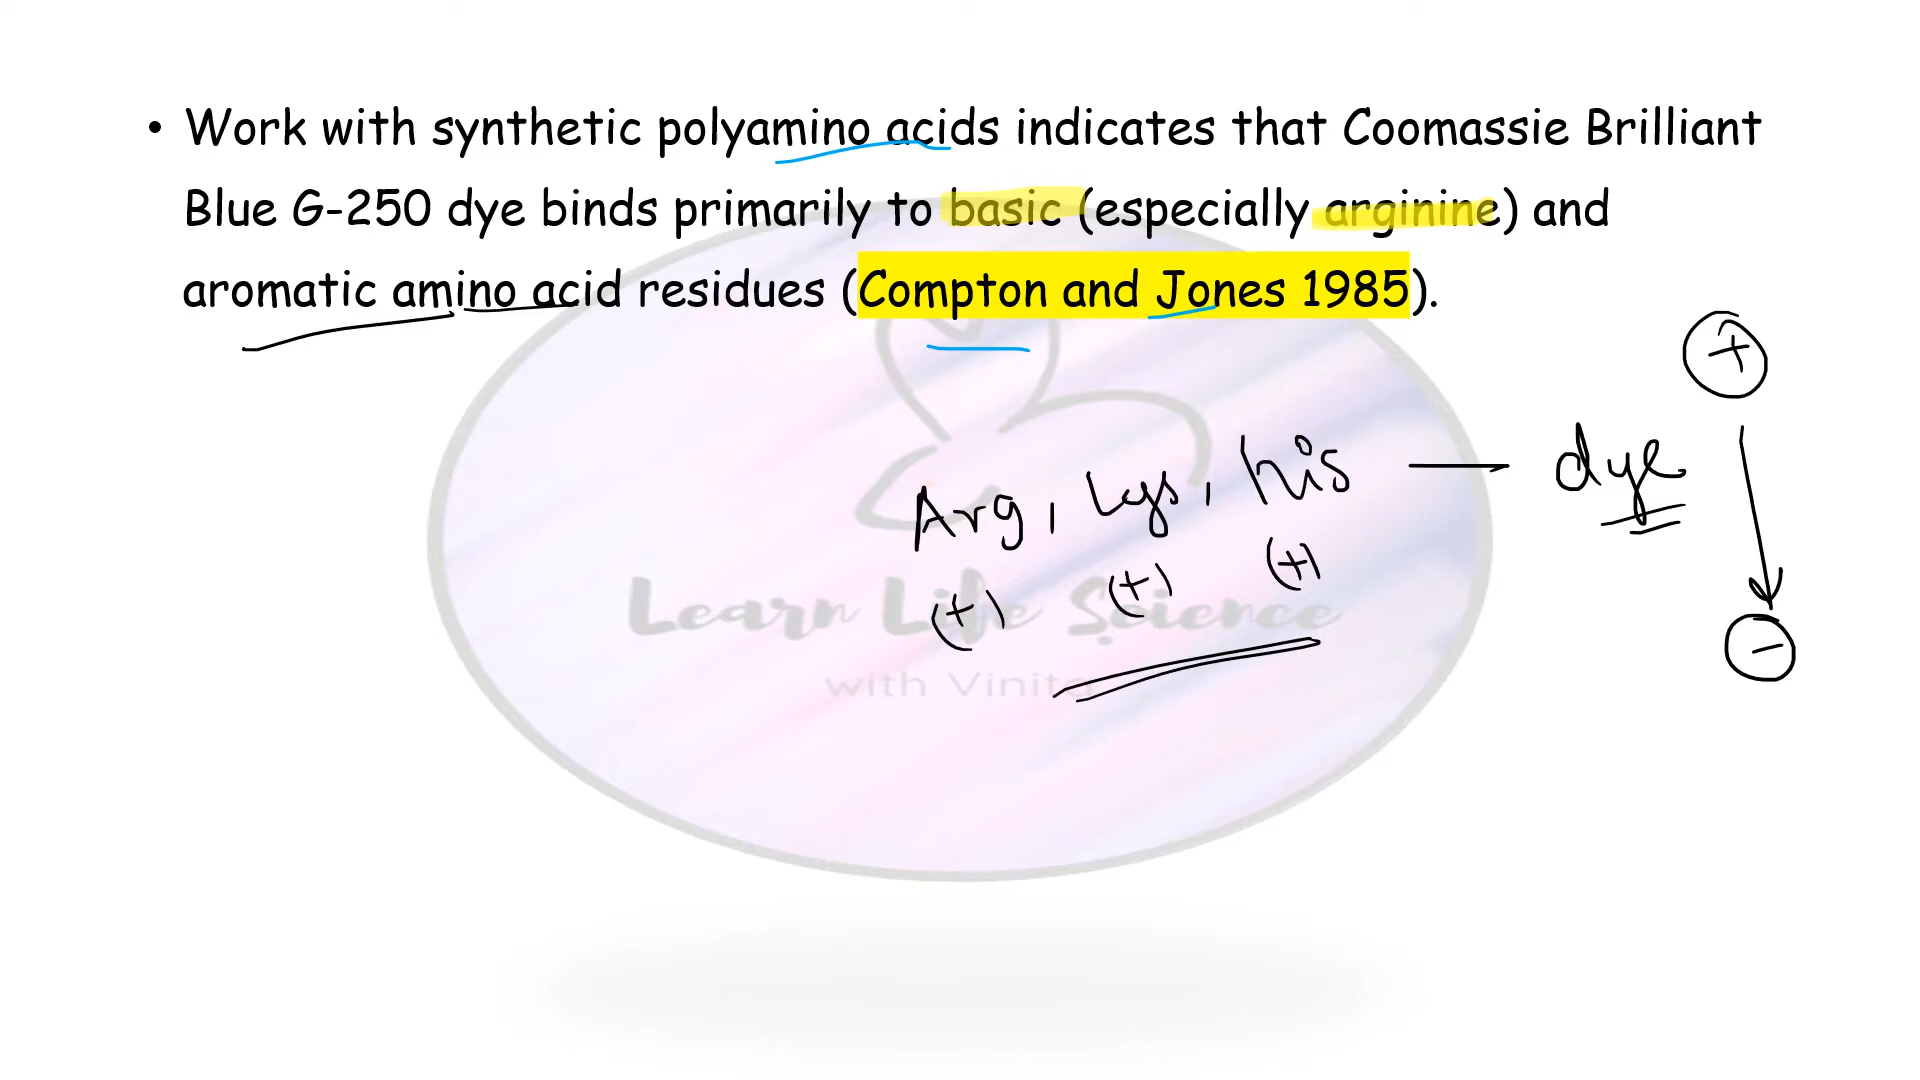 • Work with synthetic polyamino acids indicates that Coomassie Brilliant
Blue G-250 dye binds primarily to basic (especially arginine) and
aromatic amino acid residues (Compton and Jones 1985).
+
Arg, Lys, his — dye
(+) (+) (+)
Learn Life Science
−
with Vinita